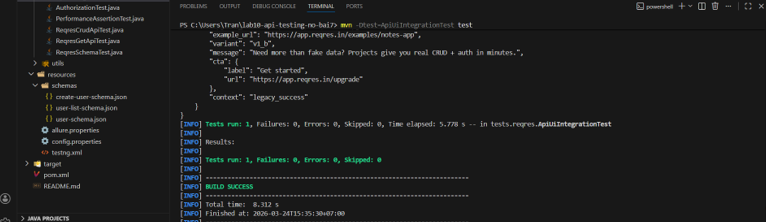 PROBLEMS OUTPUT DEBUG CONSOLE TERMINAL PORTS
powershell
AuthorizationTest.java
PerformanceAssertionTest.java
ReqresCrudApiTest.java
ReqresGetApiTest.java
ReqresSchemaTest.java
utils
resources
schemas
create-user-schema.json
user-list-schema.json
user-schema.json
allure.properties
config.properties
testng.xml
target
pom.xml
README.md
JAVA PROJECTS
PS C:\Users\Tran\lab10-api-testing-no-bai7> mvn -Dtest=ApiUiIntegrationTest test
"example_url": "https://app.reqres.in/examples/notes-app",
"variant": "v1_b",
"message": "Need more than fake data? Projects give you real CRUD + auth in minutes.",
"cta": {
"label": "Get started",
"url": "https://app.reqres.in/upgrade"
},
"context": "legacy_success"
}
}
[INFO] Tests run: 1, Failures: 0, Errors: 0, Skipped: 0, Time elapsed: 5.778 s -- in tests.reqres.ApiUiIntegrationTest
[INFO]
[INFO] Results:
[INFO]
[INFO] Tests run: 1, Failures: 0, Errors: 0, Skipped: 0
[INFO]
[INFO] ------------------------------------------------------------------------
[INFO] BUILD SUCCESS
[INFO] ------------------------------------------------------------------------
[INFO] Total time: 8.312 s
[INFO] Finished at: 2026-03-24T15:35:30+07:00